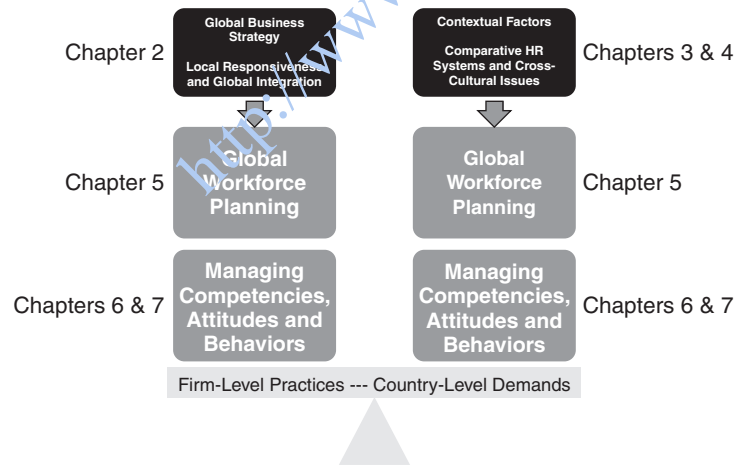 Chapter 2
Global Business
Strategy
Local Responsiveness
and Global Integration
Contextual Factors
Comparative HR
Systems and Cross-
Cultural Issues
Chapters 3 & 4
Chapter 5
Global
Workforce
Planning
Global
Workforce
Planning
Chapter 5
Chapters 6 & 7
Managing
Competencies,
Attitudes and
Behaviors
Managing
Competencies,
Attitudes and
Behaviors
Chapters 6 & 7
Firm-Level Practices --- Country-Level Demands
http://www.